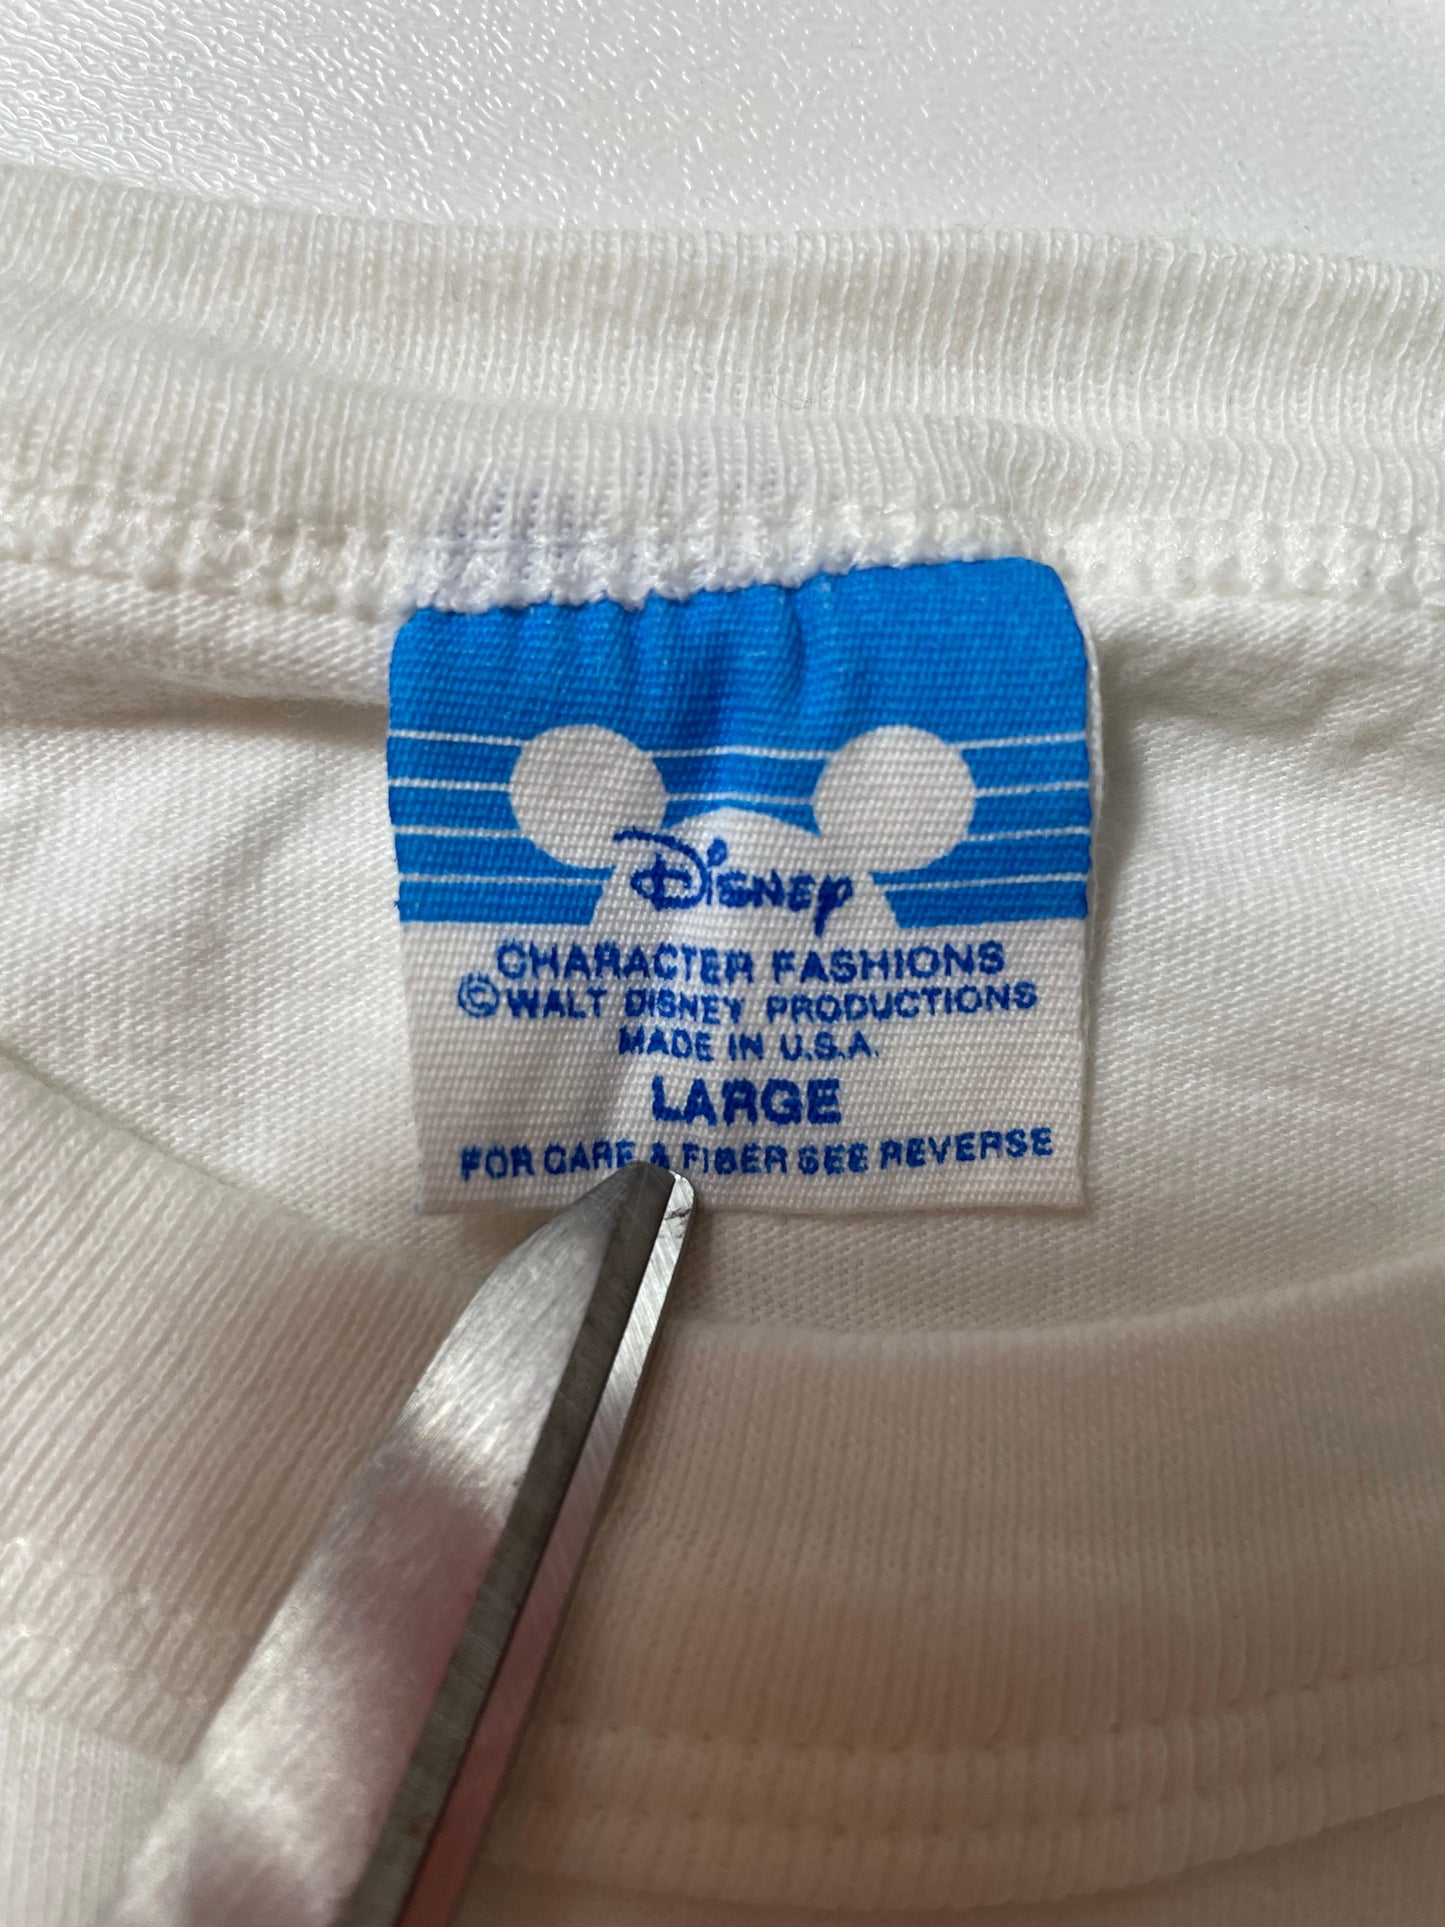 Disney
CHARACTER FASHIONS
©WALT DISNEY PRODUCTIONS
MADE IN U.S.A.
LARGE
FOR CARE & FIBER SEE REVERSE